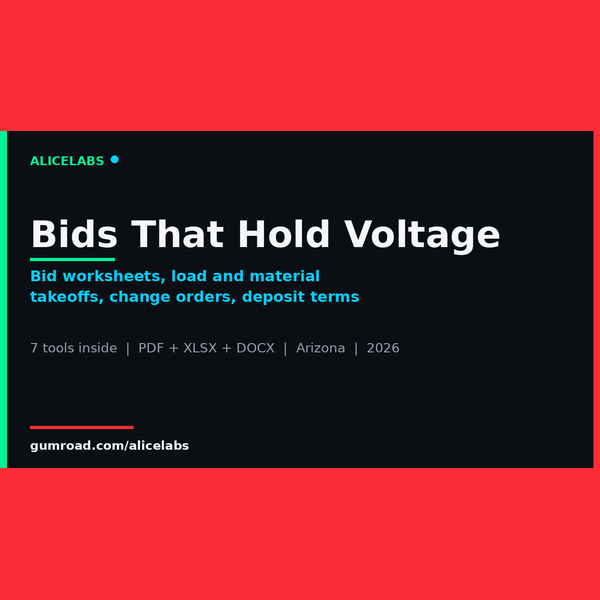 ALICELABS
Bids That Hold Voltage
Bid worksheets, load and material
takeoffs, change orders, deposit terms
7 tools inside | PDF + XLSX + DOCX | Arizona | 2026
gumroad.com/alicelabs